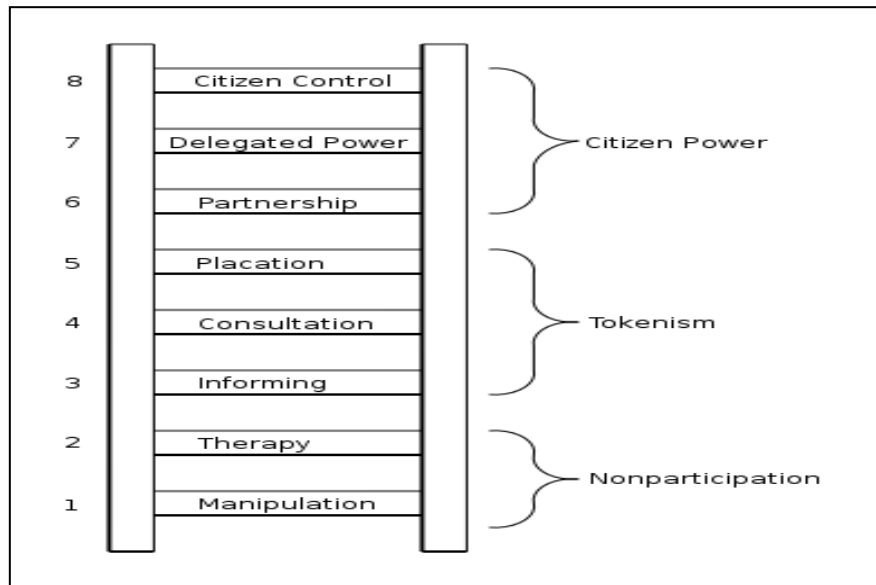 8 Citizen Control
7 Delegated Power Citizen Power
6 Partnership
5 Placation
4 Consultation Tokenism
3 Informing
2 Therapy
Nonparticipation
1 Manipulation